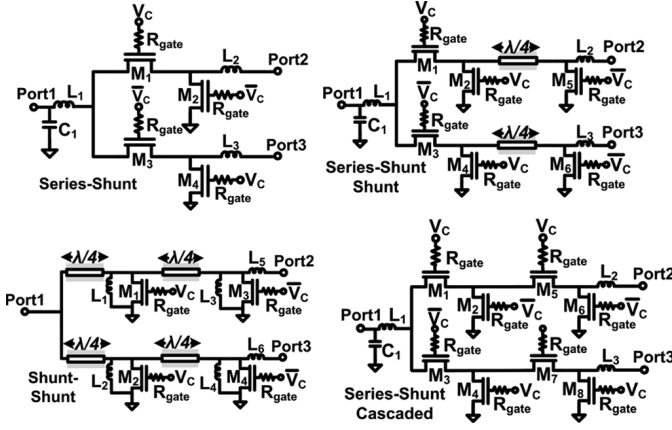 V̄C
Rgate
M1
L2
Port2
Port1
L1
V̄C
M2
V̄C
Rgate
C1
Rgate
M3
L3
Port3
M4
VC
Series-Shunt
Rgate
VC
Rgate
λ/4
L2
Port2
M1
M2
VC
M5
V̄C
Port1
L1
V̄C
Rgate
Rgate
C1
Rgate
λ/4
L3
Port3
M3
M4
VC
M6
V̄C
Series-Shunt
Shunt
Rgate
Rgate
λ/4
λ/4
L5
Port2
Port1
L1
M1
VC
L3
M3
V̄C
Rgate
Rgate
λ/4
λ/4
L6
Port3
Shunt-
Shunt
L2
M2
VC
L4
M4
V̄C
Rgate
Rgate
VC
VC
Rgate
Rgate
M1
M5
L2
Port2
Port1
L1
V̄C
M2
V̄C
M6
V̄C
Rgate
Rgate
C1
Rgate
Rgate
M3
M7
L3
Port3
Series-Shunt
Cascaded
M4
VC
M8
VC
Rgate
Rgate